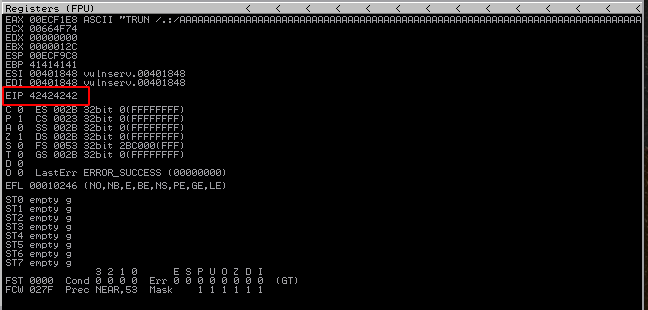 Registers (FPU) < < < < < < < < < < < < <
EAX 00ECF1E8 ASCII "TRUN /.:/AAAAAAAAAAAAAAAAAAAAAAAAAAAAAAAAAAAAAAAAAAAAAAAAAAAAAAAAAAAAAAAAAAAAAAAAAA
ECX 00664F74
EDX 00000000
EBX 0000012C
ESP 00ECF9C8
EBP 41414141
ESI 00401848 vulnserv.00401848
EDI 00401848 vulnserv.00401848
EIP 42424242
C 0 ES 002B 32bit 0(FFFFFFFF)
P 1 CS 0023 32bit 0(FFFFFFFF)
A 0 SS 002B 32bit 0(FFFFFFFF)
Z 1 DS 002B 32bit 0(FFFFFFFF)
S 0 FS 0053 32bit 2BC000(FFF)
T 0 GS 002B 32bit 0(FFFFFFFF)
D 0
O 0 LastErr ERROR_SUCCESS (00000000)
EFL 00010246 (NO,NB,E,BE,NS,PE,GE,LE)
ST0 empty g
ST1 empty g
ST2 empty g
ST3 empty g
ST4 empty g
ST5 empty g
ST6 empty g
ST7 empty g
3 2 1 0 E S P U O Z D I
FST 0000 Cond 0 0 0 0 Err 0 0 0 0 0 0 0 0 (GT)
FCW 027F Prec NEAR,53 Mask 1 1 1 1 1 1